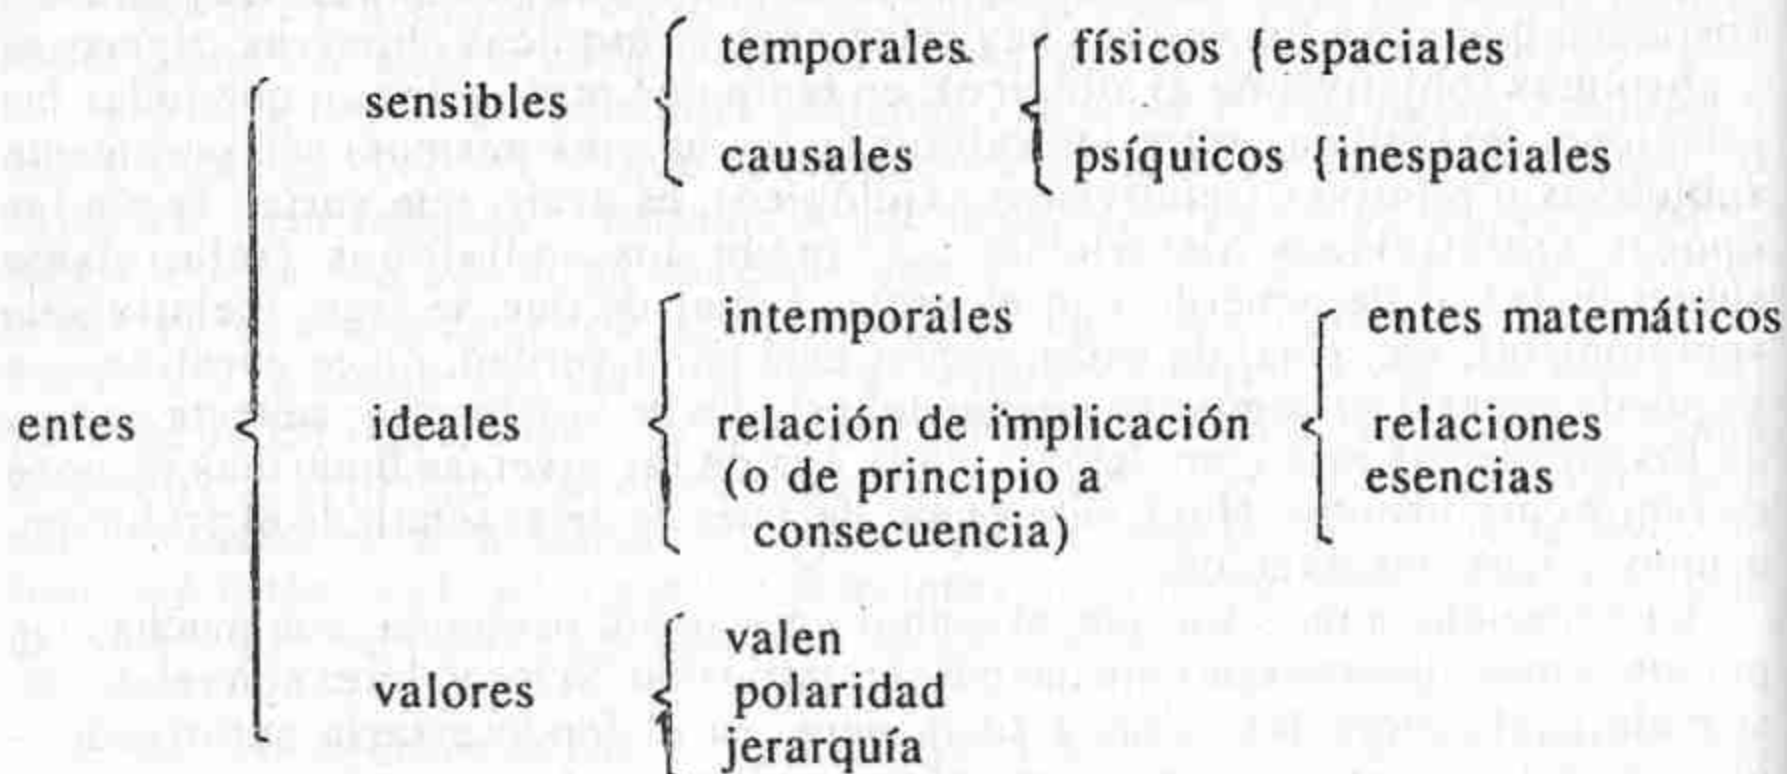 temporales. físicos {espaciales
sensibles
causales psíquicos {inespaciales
intemporales entes matemáticos
entes ideales relación de implicación relaciones
(o de principio a esencias
consecuencia)
valen
valores polaridad
jerarquía